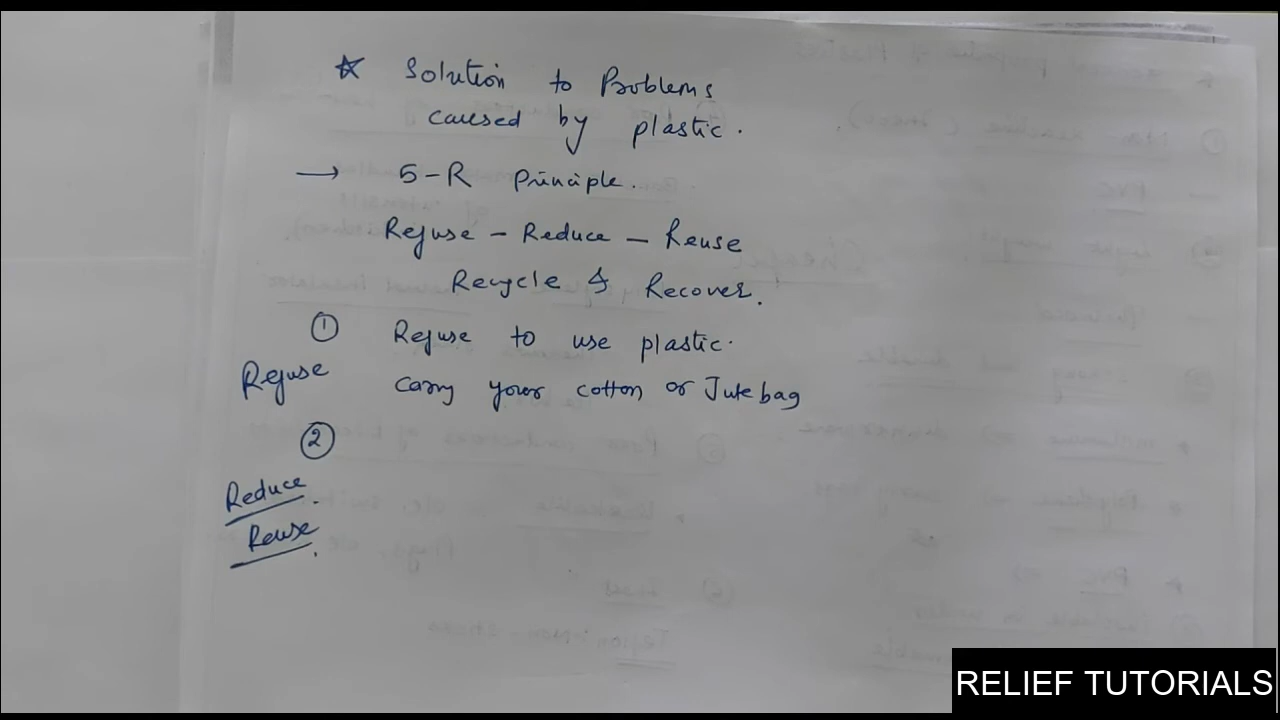 ☆ Solution to Problems
caused by plastic.
→ 5-R Principle.
Refuse – Reduce – Reuse
Recycle & Recover.
① Refuse to use plastic.
Refuse carry your cotton or Jute bag
②
Reduce.
Reuse.
RELIEF TUTORIALS